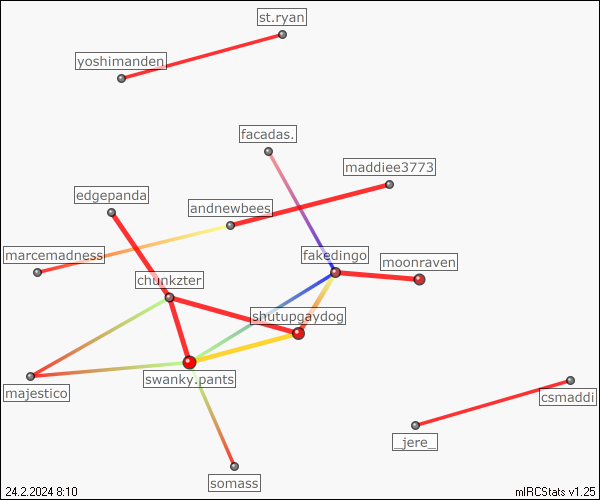 st.ryan
yoshimanden
facadas.
maddiee3773
edgepanda
andnewbees
marcemadness
fakedingo
moonraven
chunkzter
shutupgaydog
swanky.pants
majestico
csmaddi
_jere_
somass
24.2.2024 8:10
mIRCStats v1.25